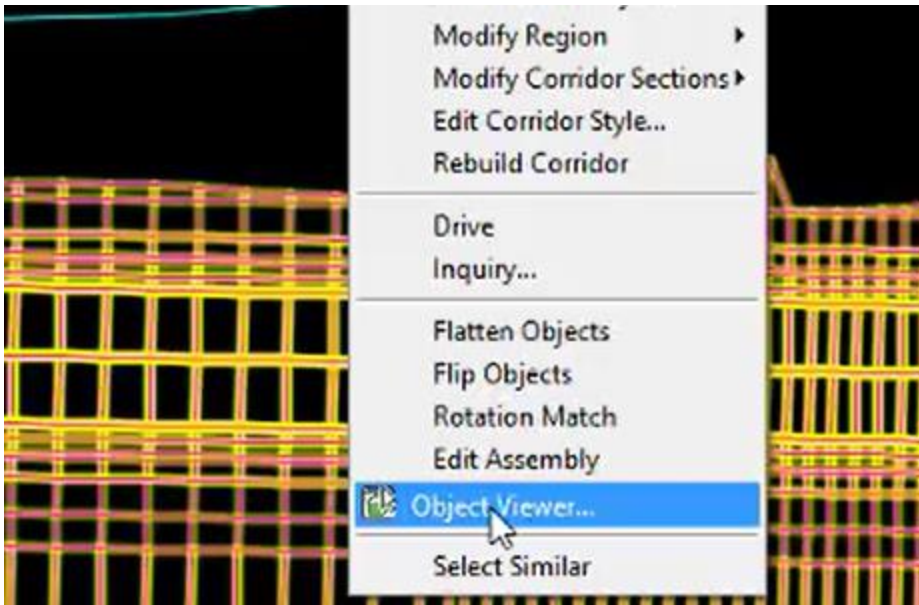 Modify Region
Modify Corridor Sections
Edit Corridor Style...
Rebuild Corridor
Drive
Inquiry...
Flatten Objects
Flip Objects
Rotation Match
Edit Assembly
Object Viewer...
Select Similar